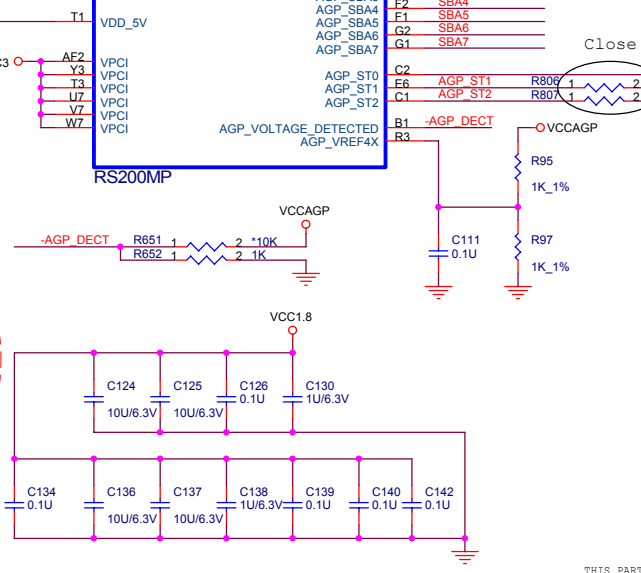 F2 SBA4
AGP_SBA4
T1 VDD_5V AGP_SBA5 F1 SBA5
AGP_SBA6 G2 SBA6
AGP_SBA7 G1 SBA7
Close
AF2 VPCI
Y3 VPCI AGP_ST0 C2
T3 VPCI AGP_ST1 E6 AGP_ST1 R806 1 2
U7 VPCI AGP_ST2 C1 AGP_ST2 R807 1 2
V7 VPCI
W7 VPCI AGP_VOLTAGE_DETECTED B1 -AGP_DECT VCCAGP
AGP_VREF4X R3
RS200MP
R95
1K_1%
VCCAGP
-AGP_DECT R651 1 2 *10K
R652 1 2 1K
C111
0.1U
R97
1K_1%
VCC1.8
C124 C125 C126 C130
10U/6.3V 10U/6.3V 0.1U 1U/6.3V
C134 C136 C137 C138 C139 C140 C142
0.1U 10U/6.3V 10U/6.3V 1U/6.3V 0.1U 0.1U 0.1U
THIS PART